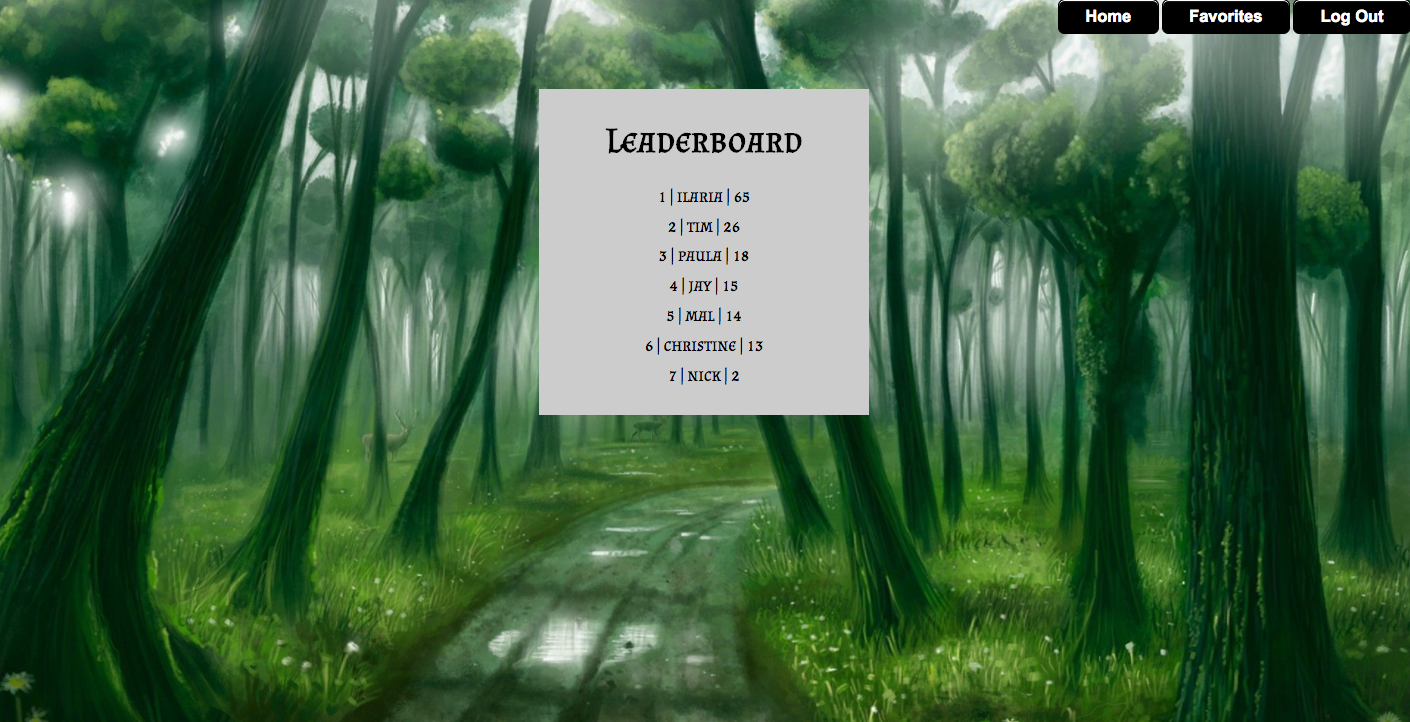 Home Favorites Log Out
Leaderboard
1 | ILARIA | 65
2 | TIM | 26
3 | PAULA | 18
4 | JAY | 15
5 | MAL | 14
6 | CHRISTINE | 13
7 | NICK | 2